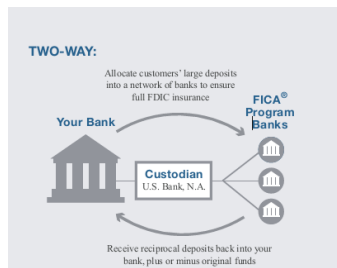 TWO-WAY:
Allocate customers' large deposits
into a network of banks to ensure
full FDIC insurance
Your Bank
FICA®
Program
Banks
Custodian
U.S. Bank, N.A.
Receive reciprocal deposits back into your
bank, plus or minus original funds